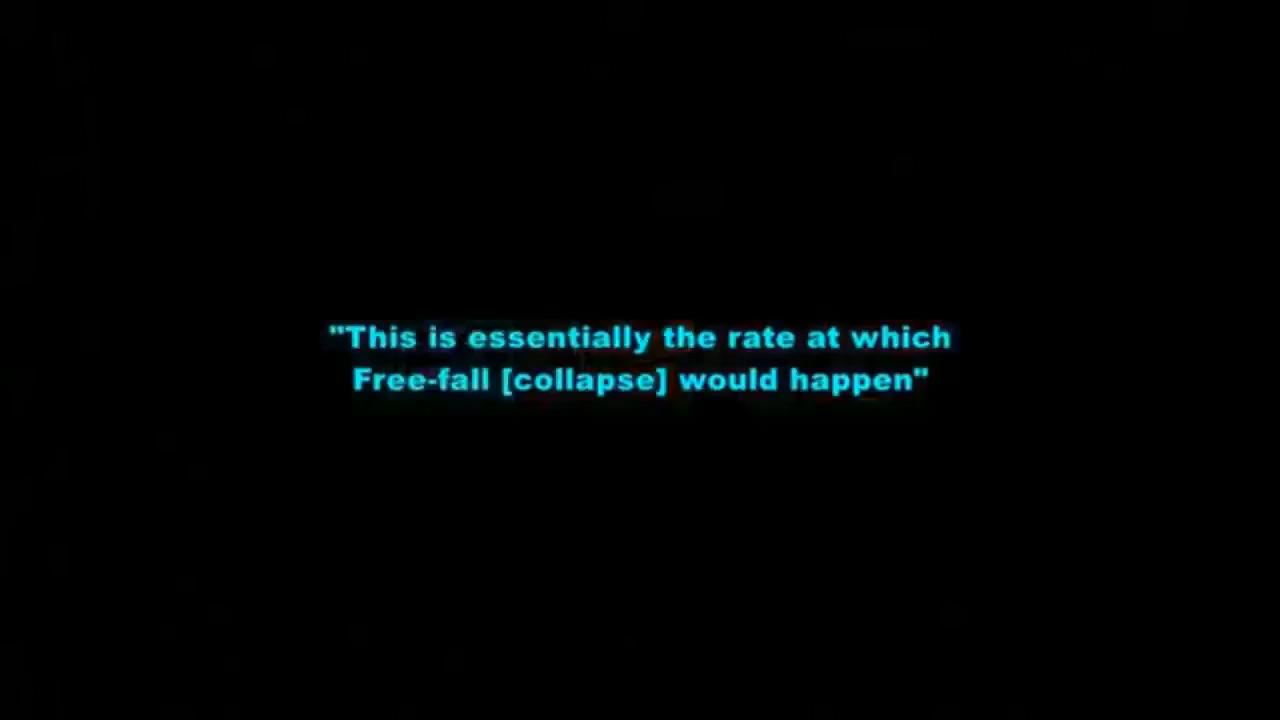 "This is essentially the rate at which
Free-fall [collapse] would happen"